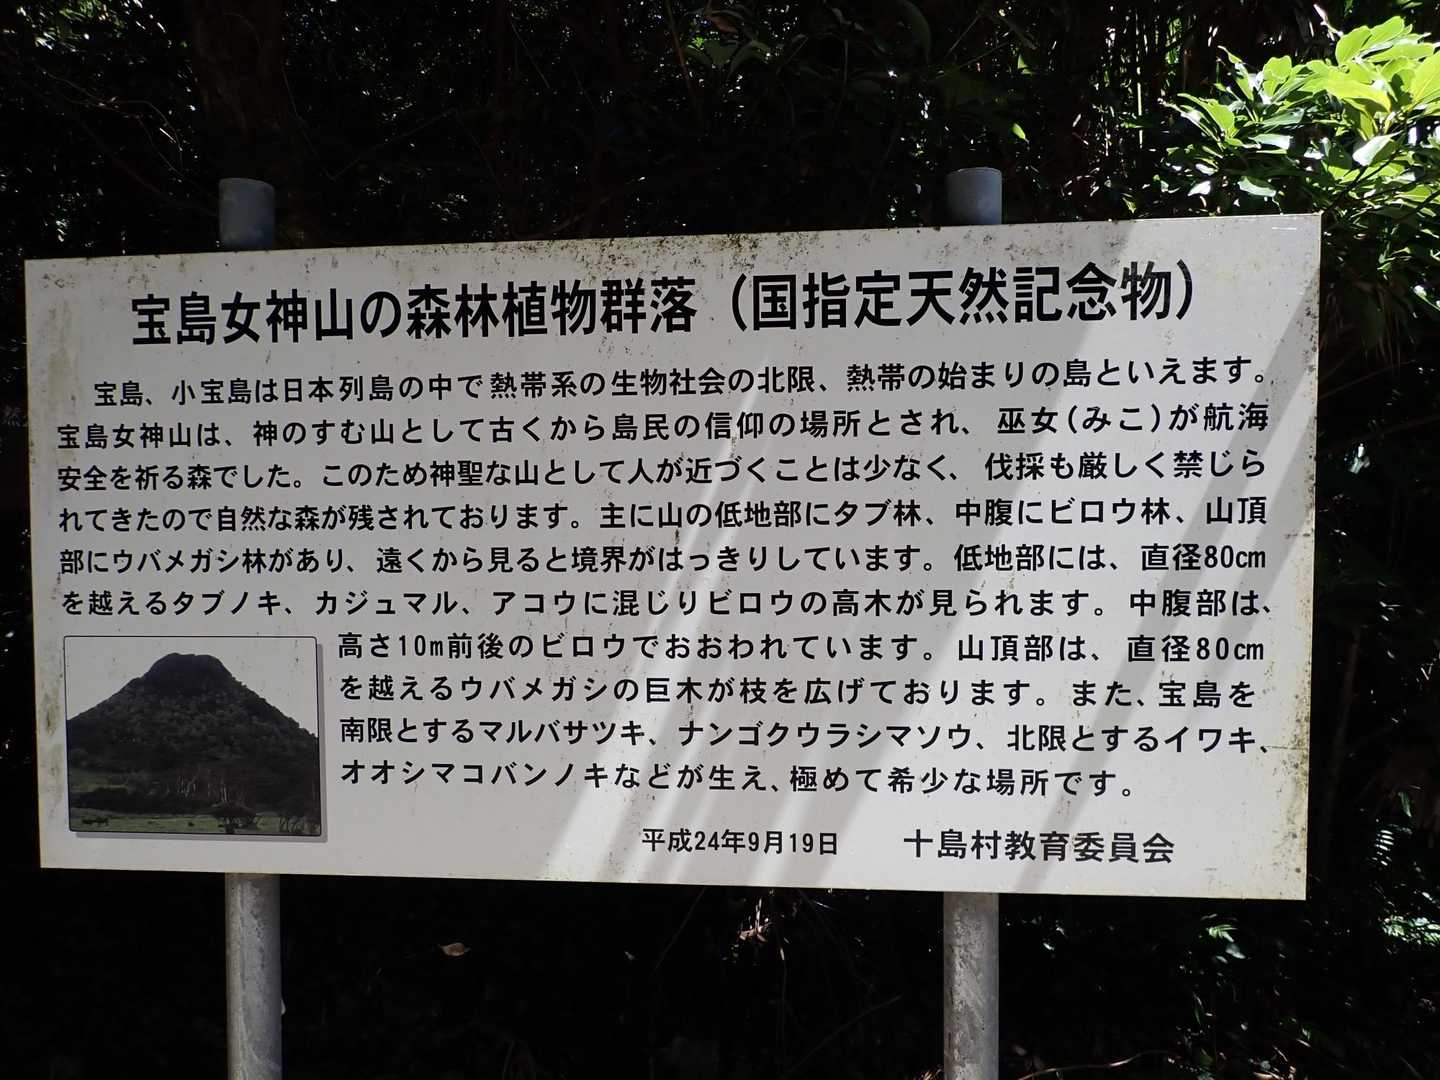 宝島女神山の森林植物群落（国指定天然記念物）
宝島、小宝島は日本列島の中で熱帯系の生物社会の北限、熱帯の始まりの島といえます。
宝島女神山は、神のすむ山として古くから島民の信仰の場所とされ、巫女(みこ)が航海
安全を祈る森でした。このため神聖な山として人が近づくことは少なく、伐採も厳しく禁じら
れてきたので自然な森が残されております。主に山の低地部にタブ林、中腹にビロウ林、山頂
部にウバメガシ林があり、遠くから見ると境界がはっきりしています。低地部には、直径80cm
を越えるタブノキ、カジュマル、アコウに混じりビロウの高木が見られます。中腹部は、
高さ10m前後のビロウでおおわれています。山頂部は、直径80cm
を越えるウバメガシの巨木が枝を広げております。また、宝島を
南限とするマルバサツキ、ナンゴクウラシマソウ、北限とするイワキ、
オオシマコバンノキなどが生え、極めて希少な場所です。
平成24年9月19日　十島村教育委員会